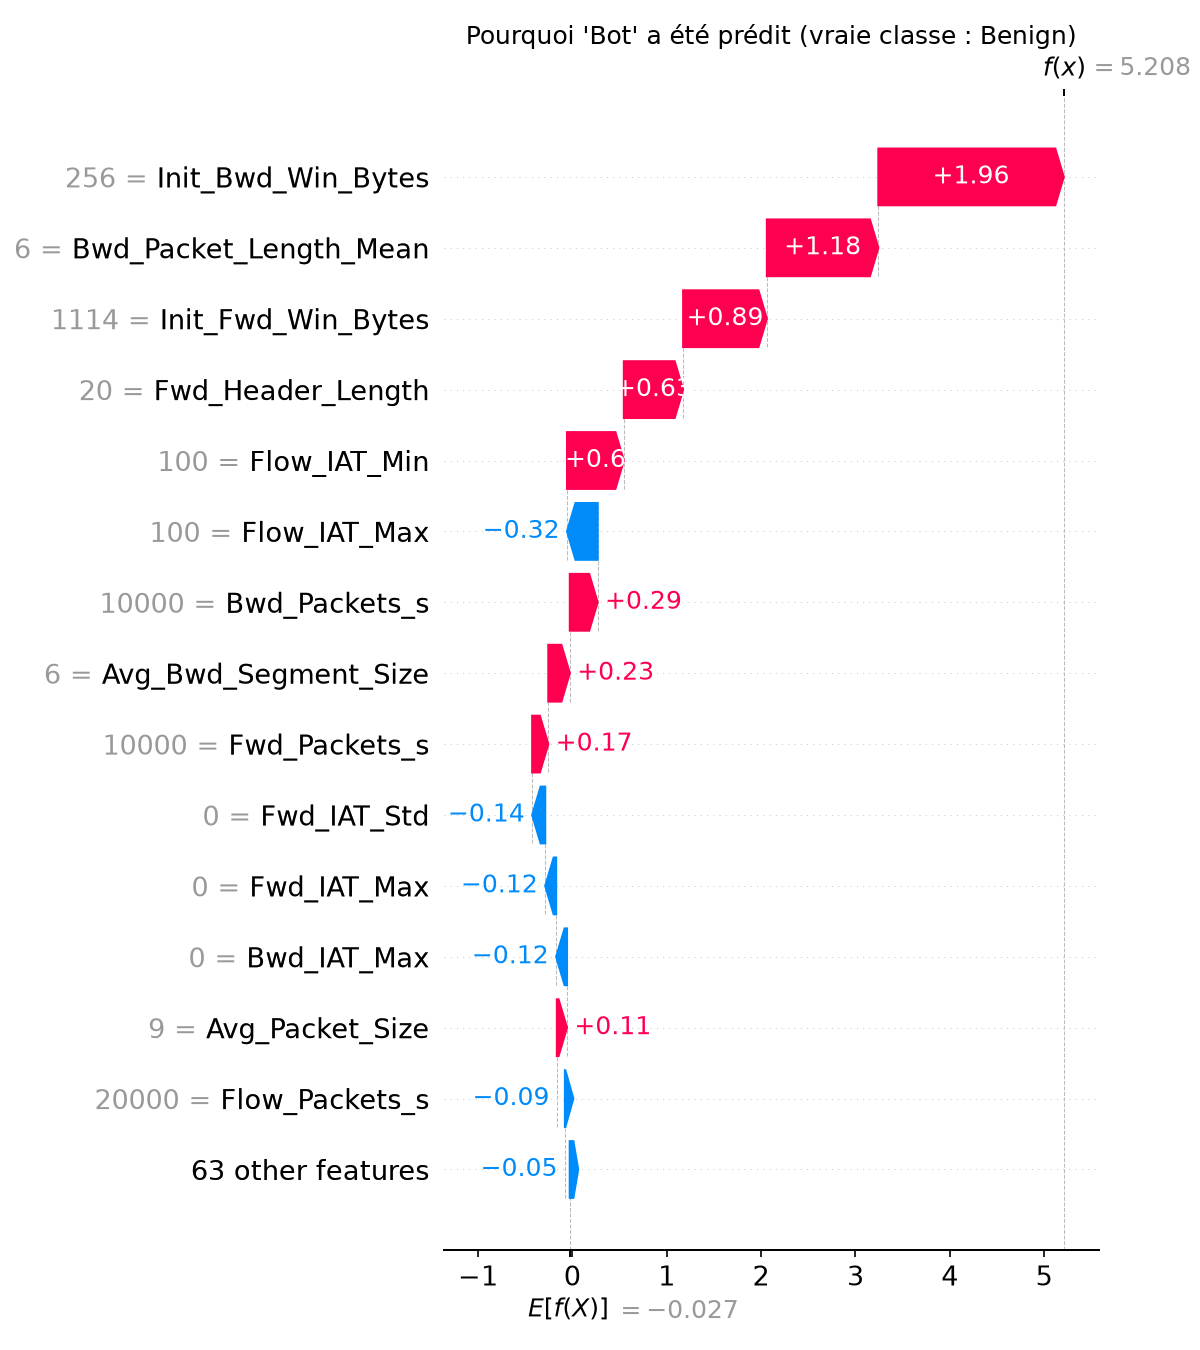 Pourquoi 'Bot' a été prédit (vraie classe : Benign)
f(x) = 5.208
256 = Init_Bwd_Win_Bytes +1.96
6 = Bwd_Packet_Length_Mean +1.18
1114 = Init_Fwd_Win_Bytes +0.89
20 = Fwd_Header_Length +0.63
100 = Flow_IAT_Min +0.6
100 = Flow_IAT_Max −0.32
10000 = Bwd_Packets_s +0.29
6 = Avg_Bwd_Segment_Size +0.23
10000 = Fwd_Packets_s +0.17
0 = Fwd_IAT_Std −0.14
0 = Fwd_IAT_Max −0.12
0 = Bwd_IAT_Max −0.12
9 = Avg_Packet_Size +0.11
20000 = Flow_Packets_s −0.09
63 other features −0.05
−1 0 1 2 3 4 5
E[f(X)] = −0.027